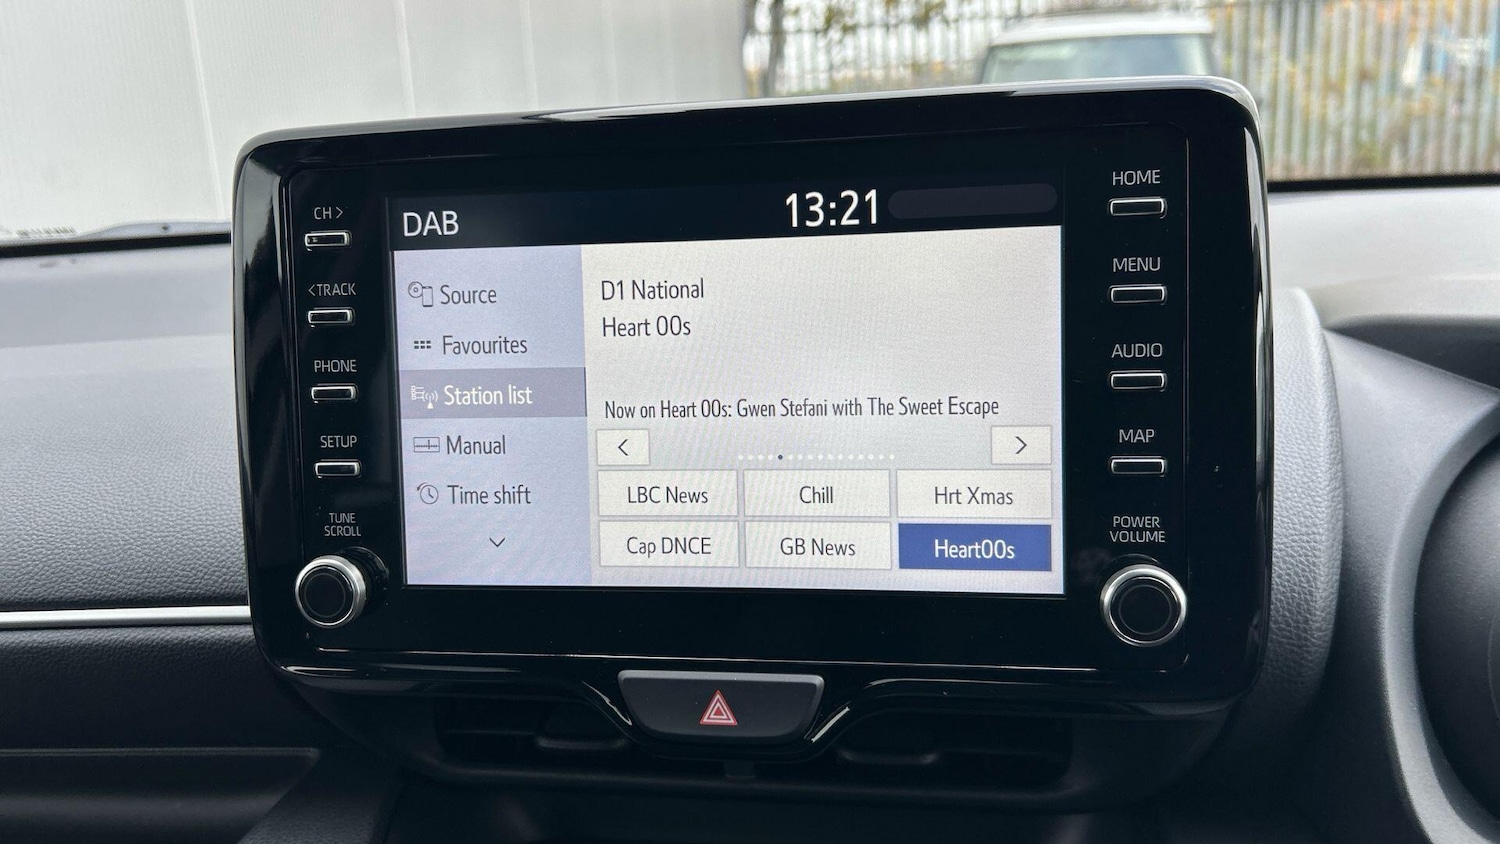 CH >
<TRACK
PHONE
SETUP
TUNE
SCROLL
DAB
13:21
Source
Favourites
Station list
Manual
Time shift
D1 National
Heart 00s
Now on Heart 00s: Gwen Stefani with The Sweet Escape
<
>
LBC News
Chill
Hrt Xmas
Cap DNCE
GB News
Heart00s
HOME
MENU
AUDIO
MAP
POWER
VOLUME